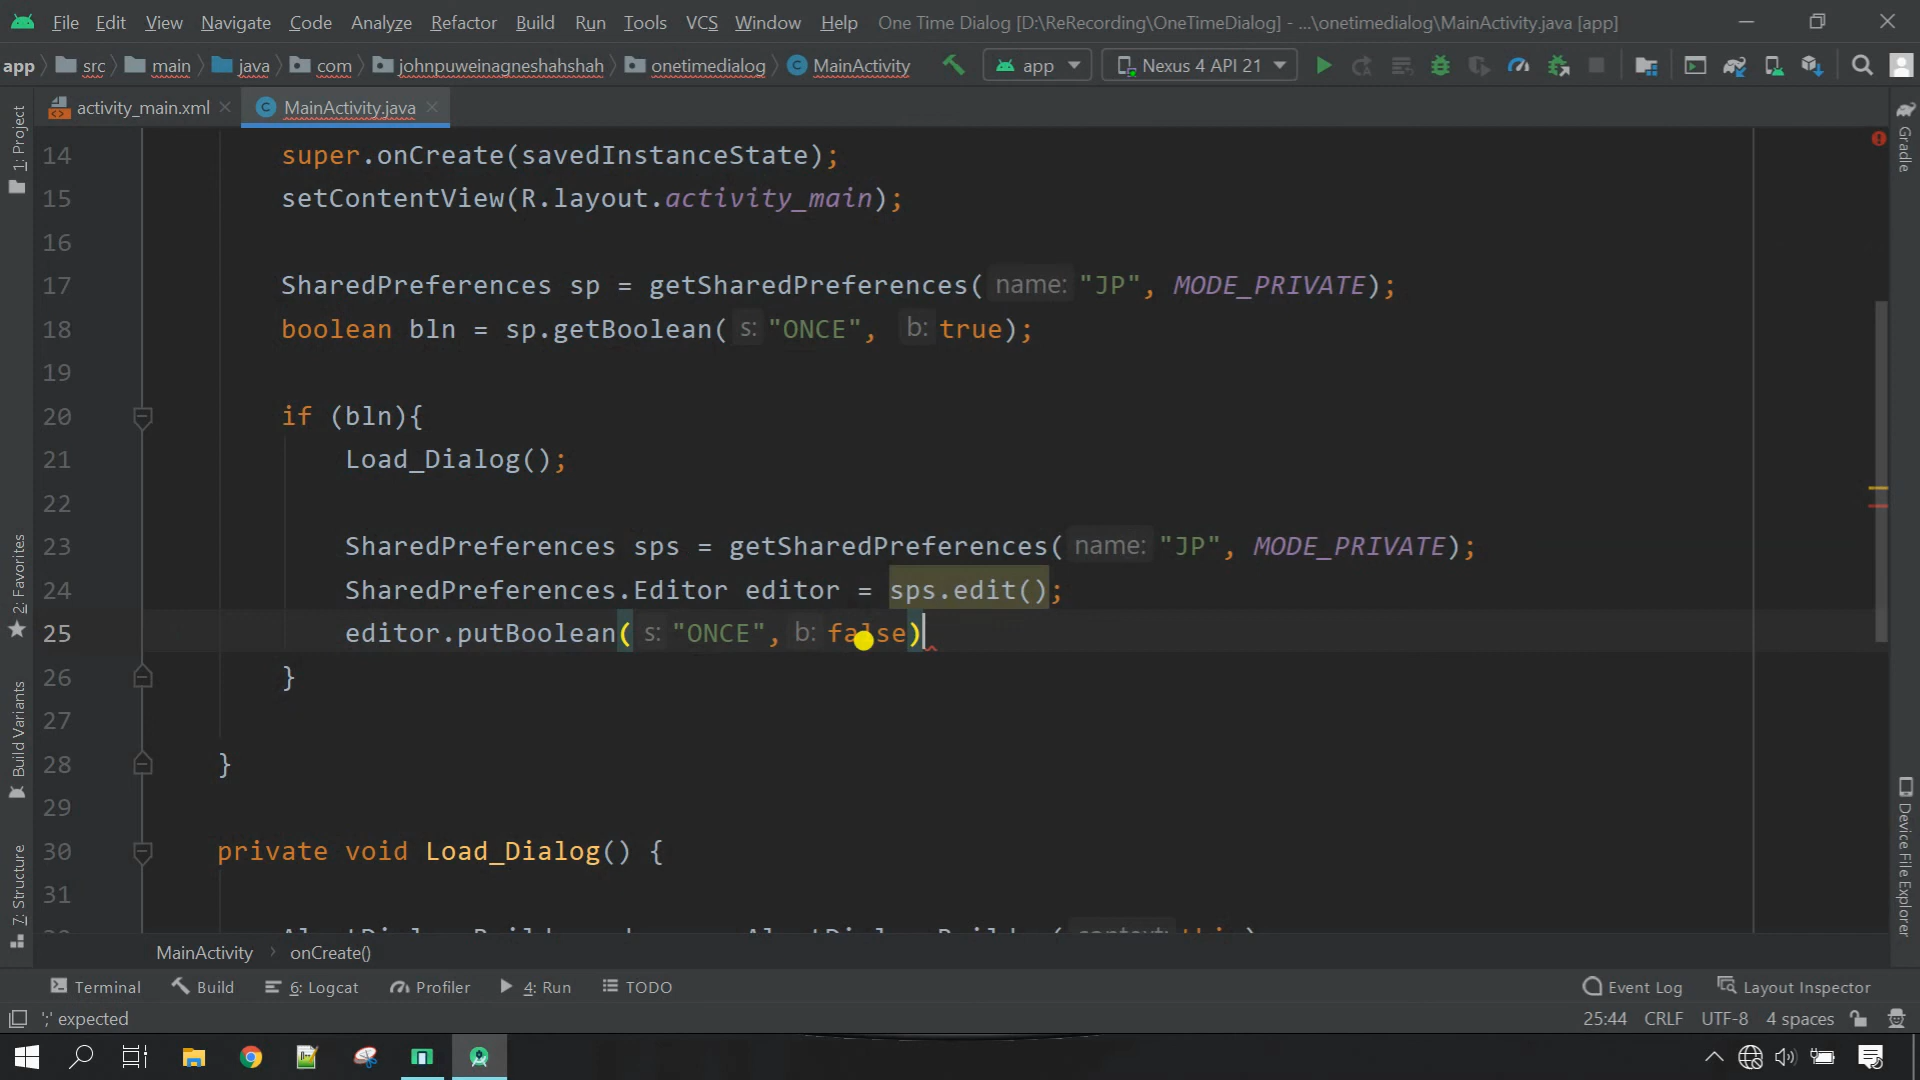 File Edit View Navigate Code Analyze Refactor Build Run Tools VCS Window Help One Time Dialog [D:\ReRecording\OneTimeDialog] - ...\onetimedialog\MainActivity.java [app]
app src main java com johnpuweinagneshahshah onetimedialog MainActivity app Nexus 4 API 21
activity_main.xml MainActivity.java
1: Project
2: Favorites
Build Variants
7: Structure
Gradle
Device File Explorer
14 super.onCreate(savedInstanceState);
15 setContentView(R.layout.activity_main);
16
17 SharedPreferences sp = getSharedPreferences( name: "JP", MODE_PRIVATE);
18 boolean bln = sp.getBoolean( s: "ONCE", b: true);
19
20 if (bln){
21 Load_Dialog();
22
23 SharedPreferences sps = getSharedPreferences( name: "JP", MODE_PRIVATE);
24 SharedPreferences.Editor editor = sps.edit();
25 editor.putBoolean( s: "ONCE", b: false)
26 }
27
28 }
29
30 private void Load_Dialog() {
31
MainActivity onCreate()
Terminal Build 6: Logcat Profiler 4: Run TODO Event Log Layout Inspector
';' expected 25:44 CRLF UTF-8 4 spaces